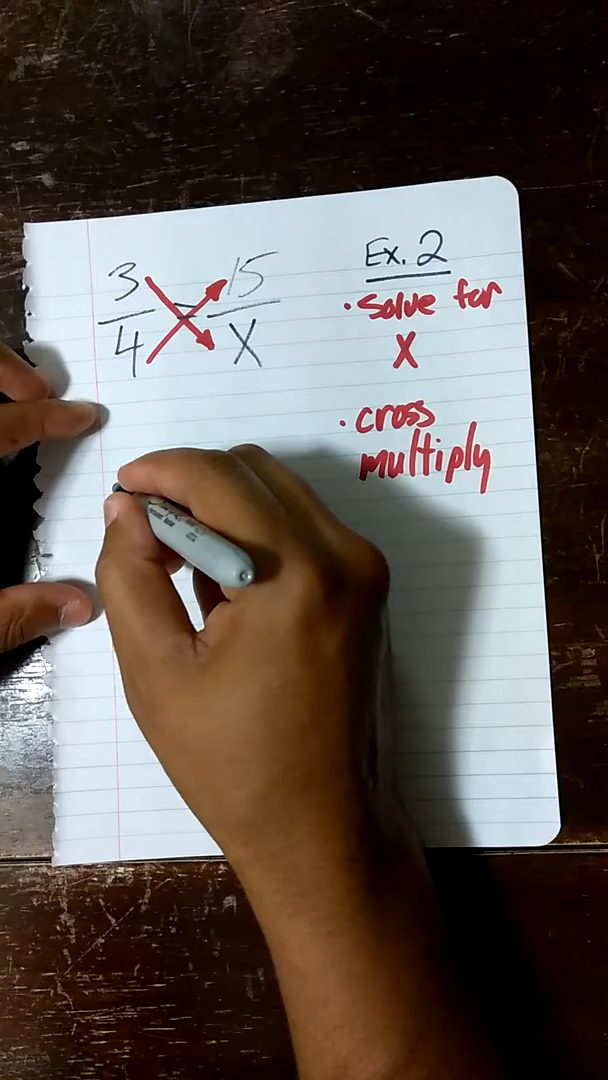 3/4 = 15/X
Ex. 2
• solve for
X
• cross
multiply